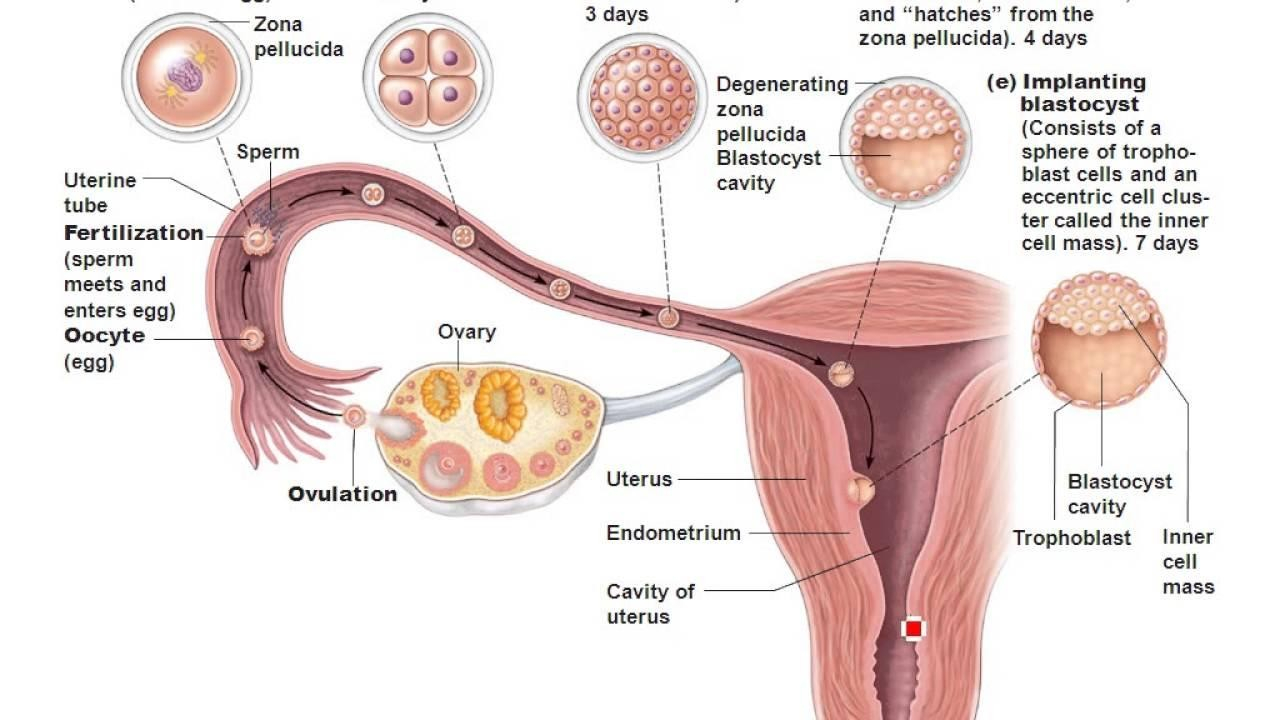 3 days
and “hatches” from the
zona pellucida). 4 days
Zona
pellucida
Degenerating
zona
pellucida
Blastocyst
cavity
(e) Implanting
blastocyst
(Consists of a
sphere of tropho-
blast cells and an
eccentric cell clus-
ter called the inner
cell mass). 7 days
Sperm
Uterine
tube
Fertilization
(sperm
meets and
enters egg)
Oocyte
(egg)
Ovary
Ovulation
Uterus
Endometrium
Cavity of
uterus
Blastocyst
cavity
Trophoblast
Inner
cell
mass